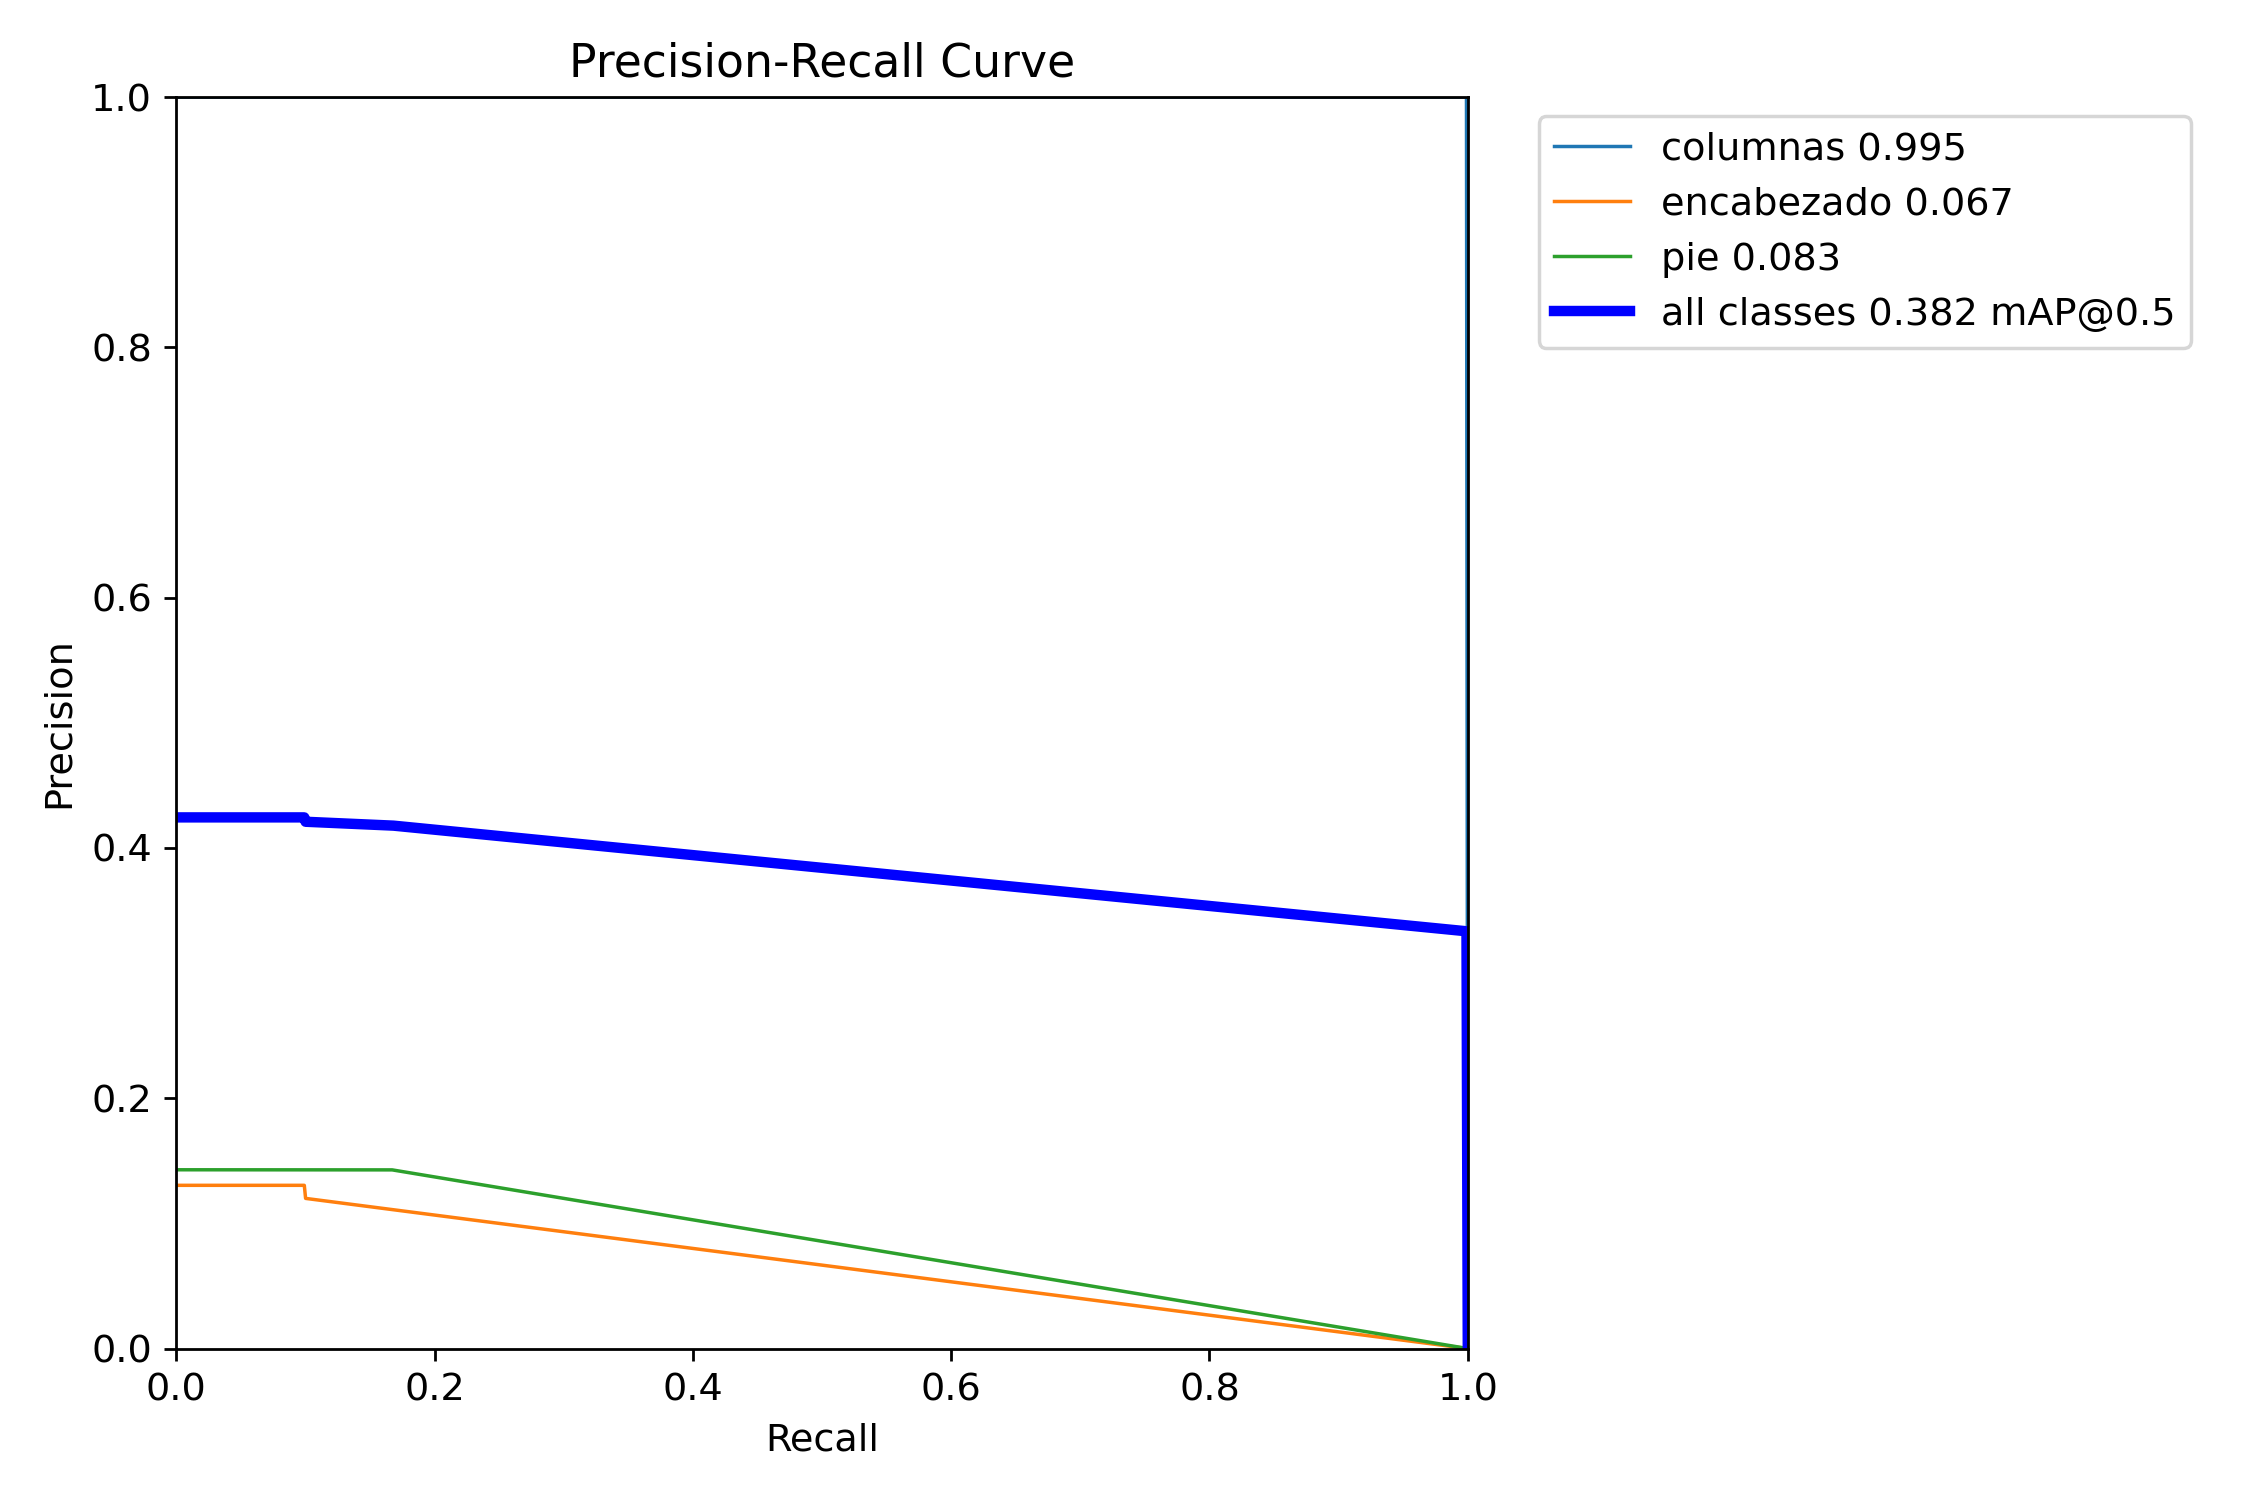 Precision-Recall Curve
columnas 0.995
encabezado 0.067
pie 0.083
all classes 0.382 mAP@0.5
Precision
1.0
0.8
0.6
0.4
0.2
0.0
0.0 0.2 0.4 0.6 0.8 1.0
Recall